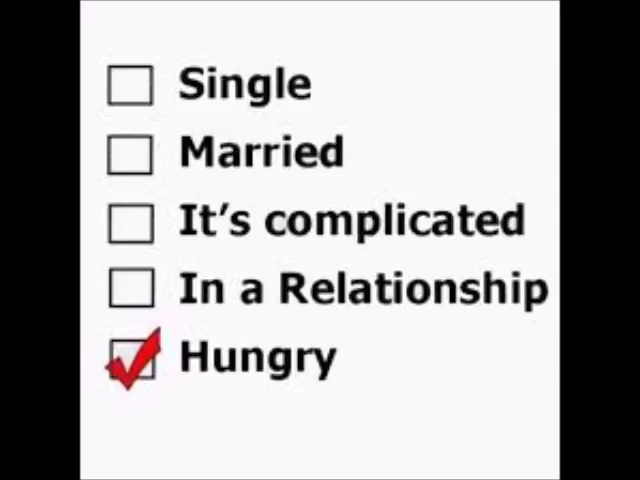 Single
Married
It's complicated
In a Relationship
Hungry